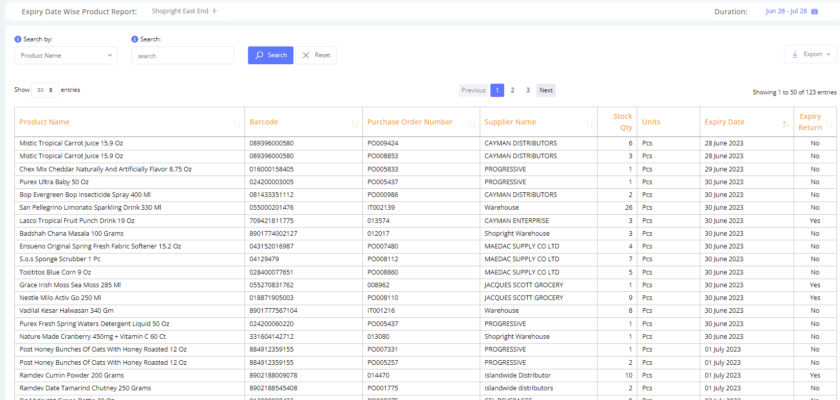 Expiry Date Wise Product Report: Shopright East End + Duration: Jun 28 - Jul 28
Search by: Search:
Product Name search Search Reset Export
Show 50 entries Previous 1 2 3 Next Showing 1 to 50 of 123 entries
Product Name Barcode Purchase Order Number Supplier Name Stock Qty Units Expiry Date Expiry Return
Mistic Tropical Carrot Juice 15.9 Oz 089396000580 PO009424 CAYMAN DISTRIBUTORS 6 Pcs 28 June 2023 No
Mistic Tropical Carrot Juice 15.9 Oz 089396000580 PO008853 CAYMAN DISTRIBUTORS 3 Pcs 28 June 2023 No
Chex Mix Cheddar Naturally And Artificially Flavor 8.75 Oz 016000158405 PO005833 PROGRESSIVE 1 Pcs 29 June 2023 No
Purex Ultra Baby 50 Oz 024200003005 PO005437 PROGRESSIVE 1 Pcs 30 June 2023 No
Bop Evergreen Bop Insecticide Spray 400 Ml 081433351112 PO000986 CAYMAN DISTRIBUTORS 2 Pcs 30 June 2023 No
San Pellegrino Limonato Sparkling Drink 330 Ml 055000201476 IT002139 Warehouse 26 Pcs 30 June 2023 No
Lasco Tropical Fruit Punch Drink 19 Oz 709421811775 013574 CAYMAN ENTERPRISE 3 Pcs 30 June 2023 Yes
Badshah Chana Masala 100 Grams 8901774002127 012017 Shopright Warehouse 3 Pcs 30 June 2023 No
Ensueno Original Spring Fresh Fabric Softener 15.2 Oz 043152016987 PO007480 MAEDAC SUPPLY CO LTD 4 Pcs 30 June 2023 No
S.o.s Sponge Scrubber 1 Pc 04129479 PO008112 MAEDAC SUPPLY CO LTD 7 Pcs 30 June 2023 No
Tosititos Blue Corn 9 Oz 028400077651 PO008860 MAEDAC SUPPLY CO LTD 5 Pcs 30 June 2023 No
Grace Irish Moss Sea Moss 285 Ml 055270831762 008962 JACQUES SCOTT GROCERY 1 Pcs 30 June 2023 Yes
Nestle Milo Activ Go 250 Ml 018871905003 PO008110 JACQUES SCOTT GROCERY 9 Pcs 30 June 2023 Yes
Vadilal Kesar Halwasan 340 Gm 8901777567104 IT001216 Warehouse 8 Pcs 30 June 2023 No
Purex Fresh Spring Waters Detergent Liquid 50 Oz 024200060220 PO005437 PROGRESSIVE 1 Pcs 30 June 2023 No
Nature Made Cranberry 450mg + Vitamin C 60 Ct 331604142712 013080 Shopright Warehouse 1 Pcs 30 June 2023 No
Post Honey Bunches Of Oats With Honey Roasted 12 Oz 884912359155 PO007331 PROGRESSIVE 1 Pcs 01 July 2023 No
Post Honey Bunches Of Oats With Honey Roasted 12 Oz 884912359155 PO005257 PROGRESSIVE 2 Pcs 01 July 2023 No
Ramdev Cumin Powder 200 Grams 8902188009078 014470 Islandwide Distributor 10 Pcs 01 July 2023 Yes
Ramdev Date Tamarind Chutney 250 Grams 8902188545408 PO001775 Islandwide distributors 2 Pcs 01 July 2023 No